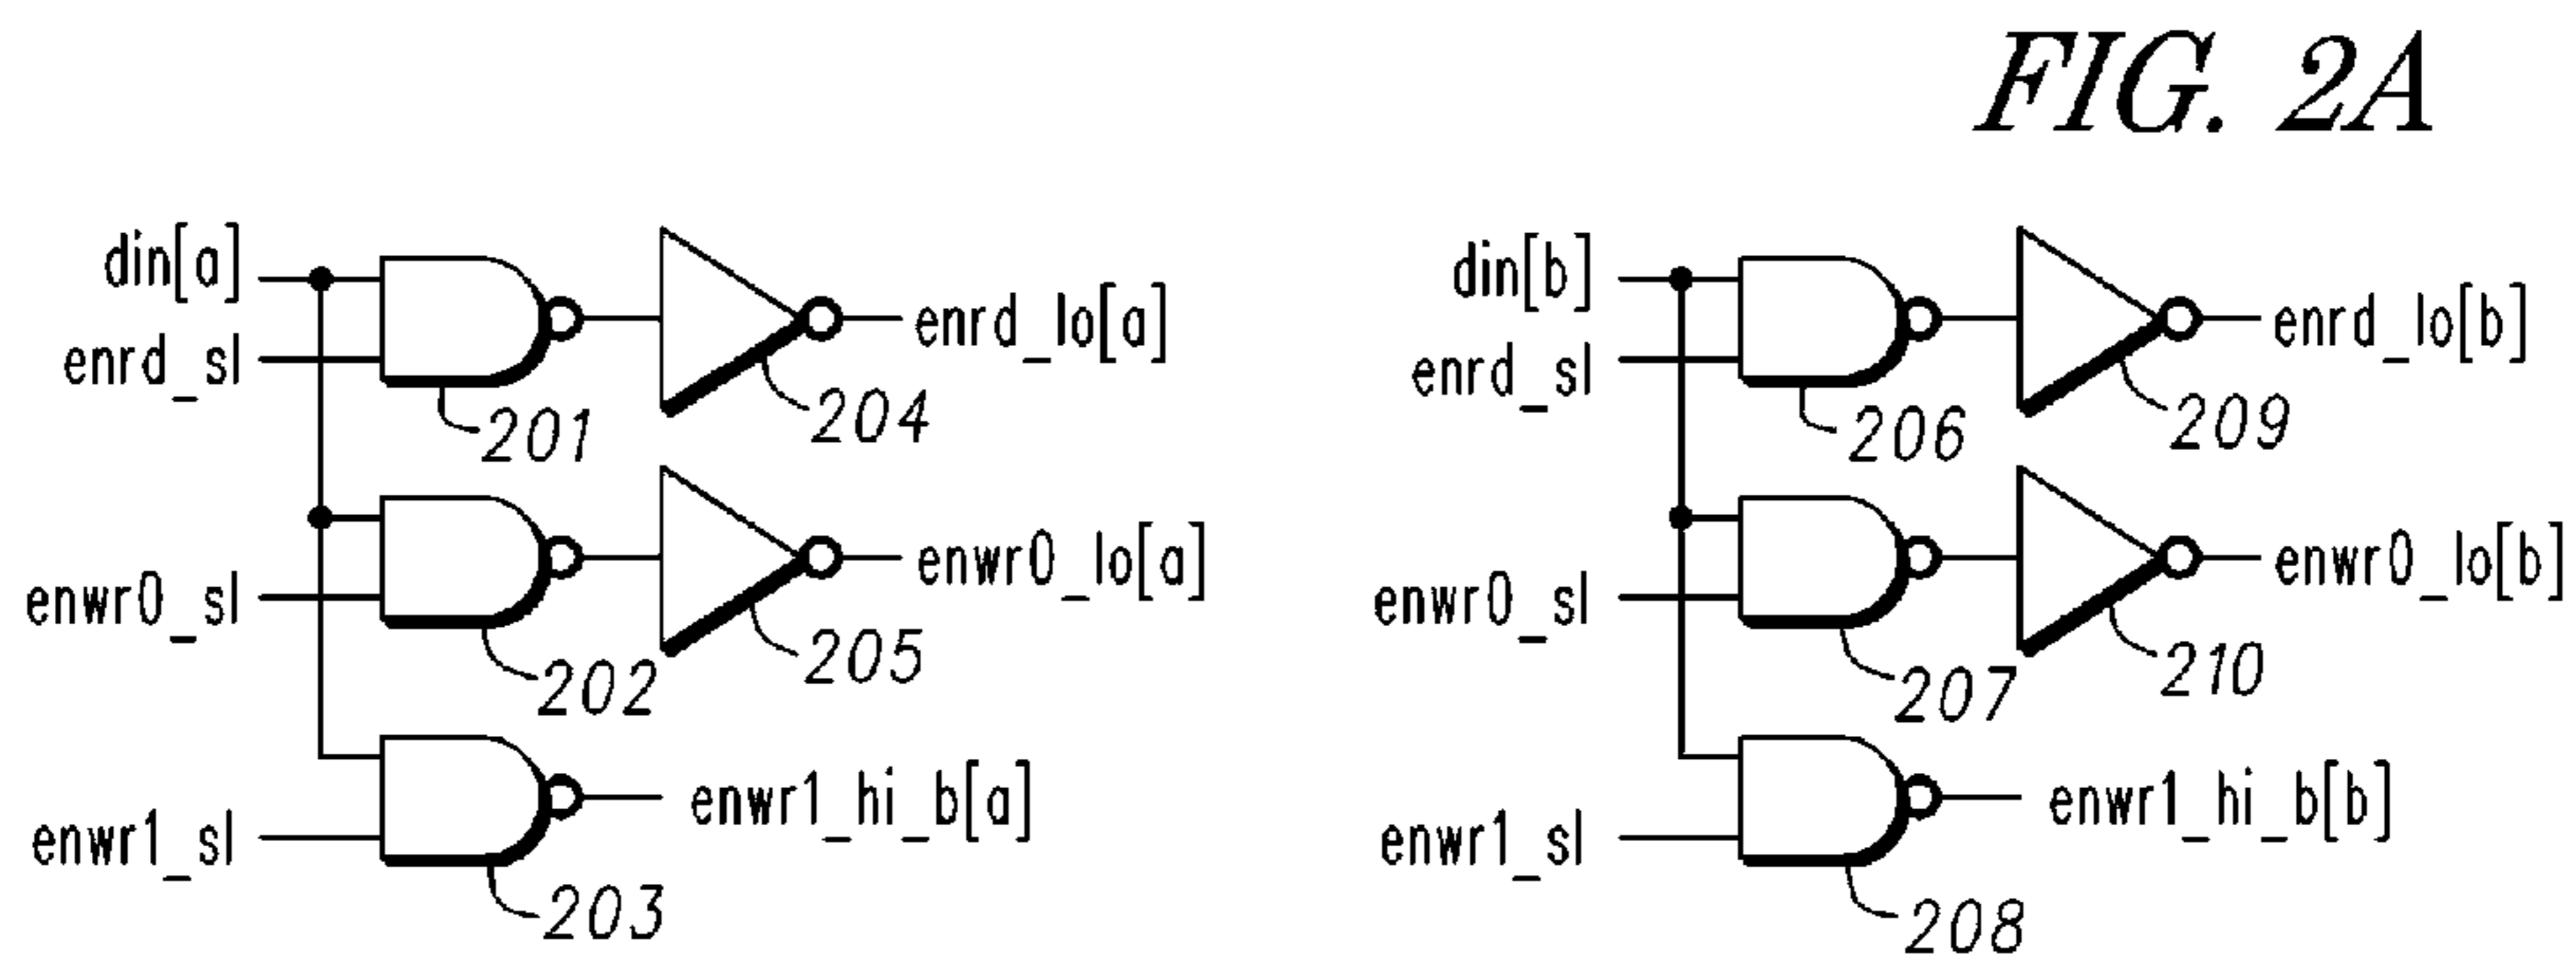 FIG. 2A
din[a]
enrd_sl
201
204
enrd_lo[a]
enwr0_sl
202
205
enwr0_lo[a]
enwr1_sl
203
enwr1_hi_b[a]
din[b]
enrd_sl
206
209
enrd_lo[b]
enwr0_sl
207
210
enwr0_lo[b]
enwr1_sl
208
enwr1_hi_b[b]